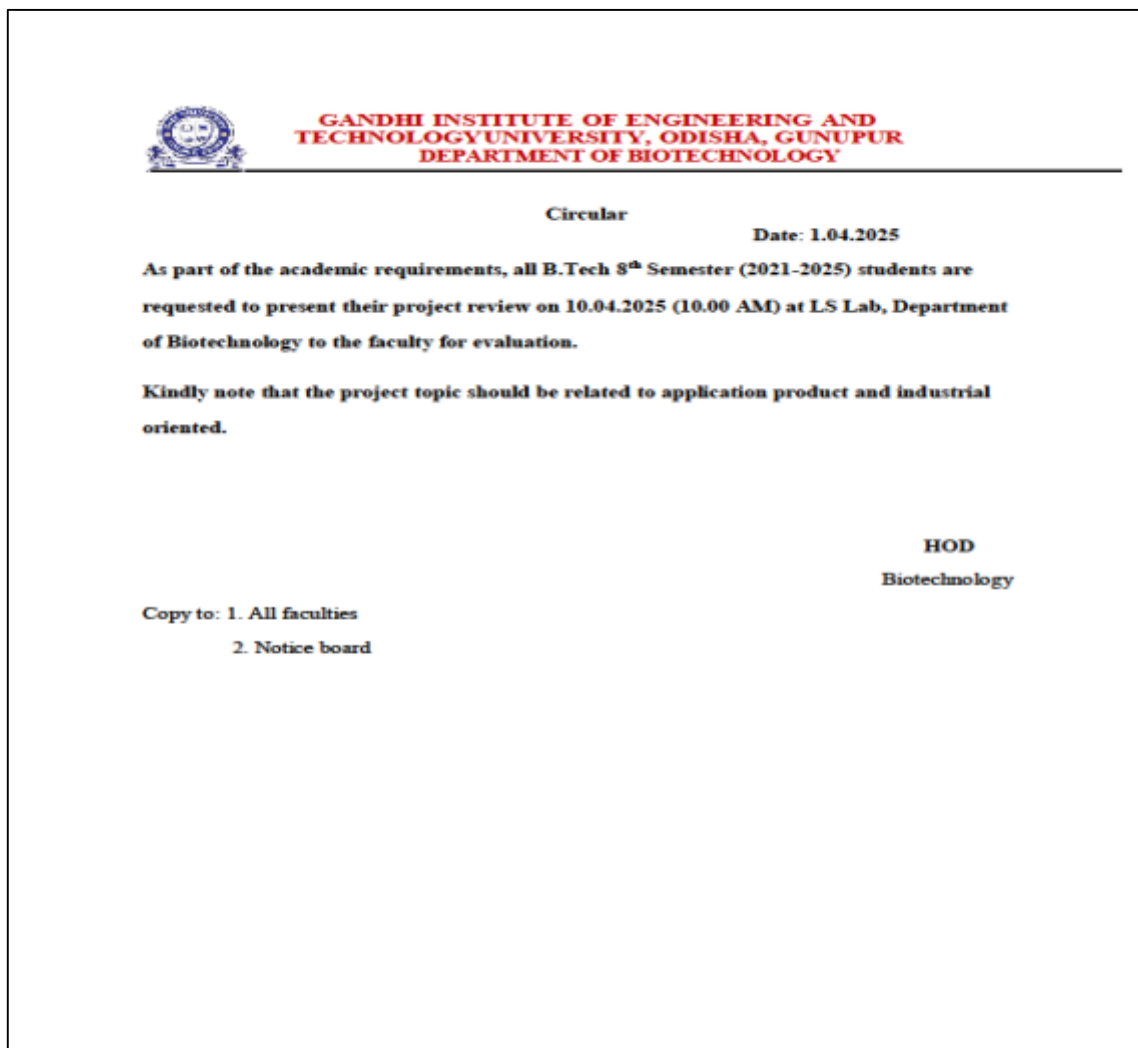 GANDHI INSTITUTE OF ENGINEERING AND
TECHNOLOGYUNIVERSITY, ODISHA, GUNUPUR
DEPARTMENT OF BIOTECHNOLOGY
Circular
Date: 1.04.2025
As part of the academic requirements, all B.Tech 8th Semester (2021-2025) students are
requested to present their project review on 10.04.2025 (10.00 AM) at LS Lab, Department
of Biotechnology to the faculty for evaluation.
Kindly note that the project topic should be related to application product and industrial
oriented.
HOD
Biotechnology
Copy to: 1. All faculties
2. Notice board